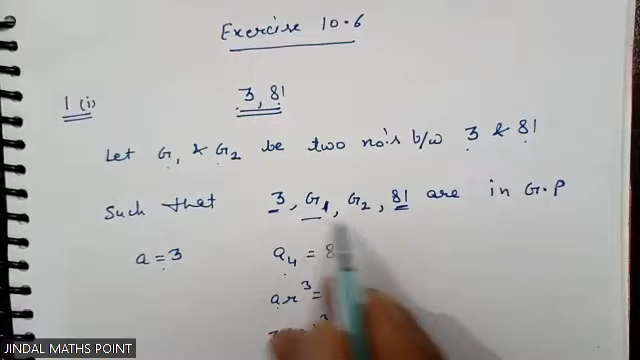 Exercise 10.6
1 (i) 3, 81
Let G₁ & G₂ be two no's b/w 3 & 81
Such that 3, G₁, G₂, 81 are in G.P
a = 3 a₄ = 8
ar³ =
JINDAL MATHS POINT